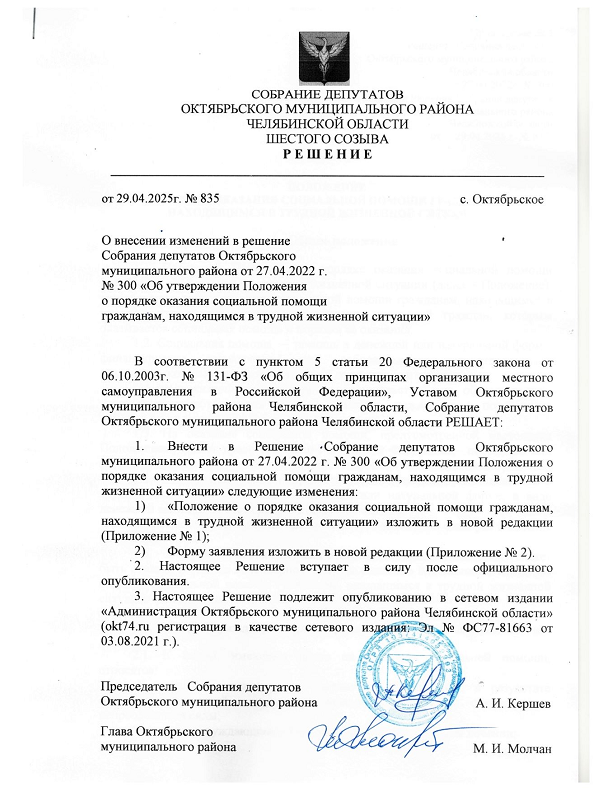 СОБРАНИЕ ДЕПУТАТОВ
ОКТЯБРЬСКОГО МУНИЦИПАЛЬНОГО РАЙОНА
ЧЕЛЯБИНСКОЙ ОБЛАСТИ
ШЕСТОГО СОЗЫВА
Р Е Ш Е Н И Е
от 29.04.2025г. № 835 с. Октябрьское
О внесении изменений в решение
Собрания депутатов Октябрьского
муниципального района от 27.04.2022 г.
№ 300 «Об утверждении Положения
о порядке оказания социальной помощи
гражданам, находящимся в трудной жизненной ситуации»
В соответствии с пунктом 5 статьи 20 Федерального закона от
06.10.2003г. № 131-ФЗ «Об общих принципах организации местного
самоуправления в Российской Федерации», Уставом Октябрьского
муниципального района Челябинской области, Собрание депутатов
Октябрьского муниципального района Челябинской области РЕШАЕТ:
1. Внести в Решение Собрание депутатов Октябрьского
муниципального района от 27.04.2022 г. № 300 «Об утверждении Положения о
порядке оказания социальной помощи гражданам, находящимся в трудной
жизненной ситуации» следующие изменения:
1) «Положение о порядке оказания социальной помощи гражданам,
находящимся в трудной жизненной ситуации» изложить в новой редакции
(Приложение № 1);
2) Форму заявления изложить в новой редакции (Приложение № 2).
2. Настоящее Решение вступает в силу после официального
опубликования.
3. Настоящее Решение подлежит опубликованию в сетевом издании
«Администрация Октябрьского муниципального района Челябинской области»
(okt74.ru регистрация в качестве сетевого издания: Эл № ФС77-81663 от
03.08.2021 г.).
Председатель Собрания депутатов
Октябрьского муниципального района А. И. Кершев
Глава Октябрьского
муниципального района М. И. Молчан